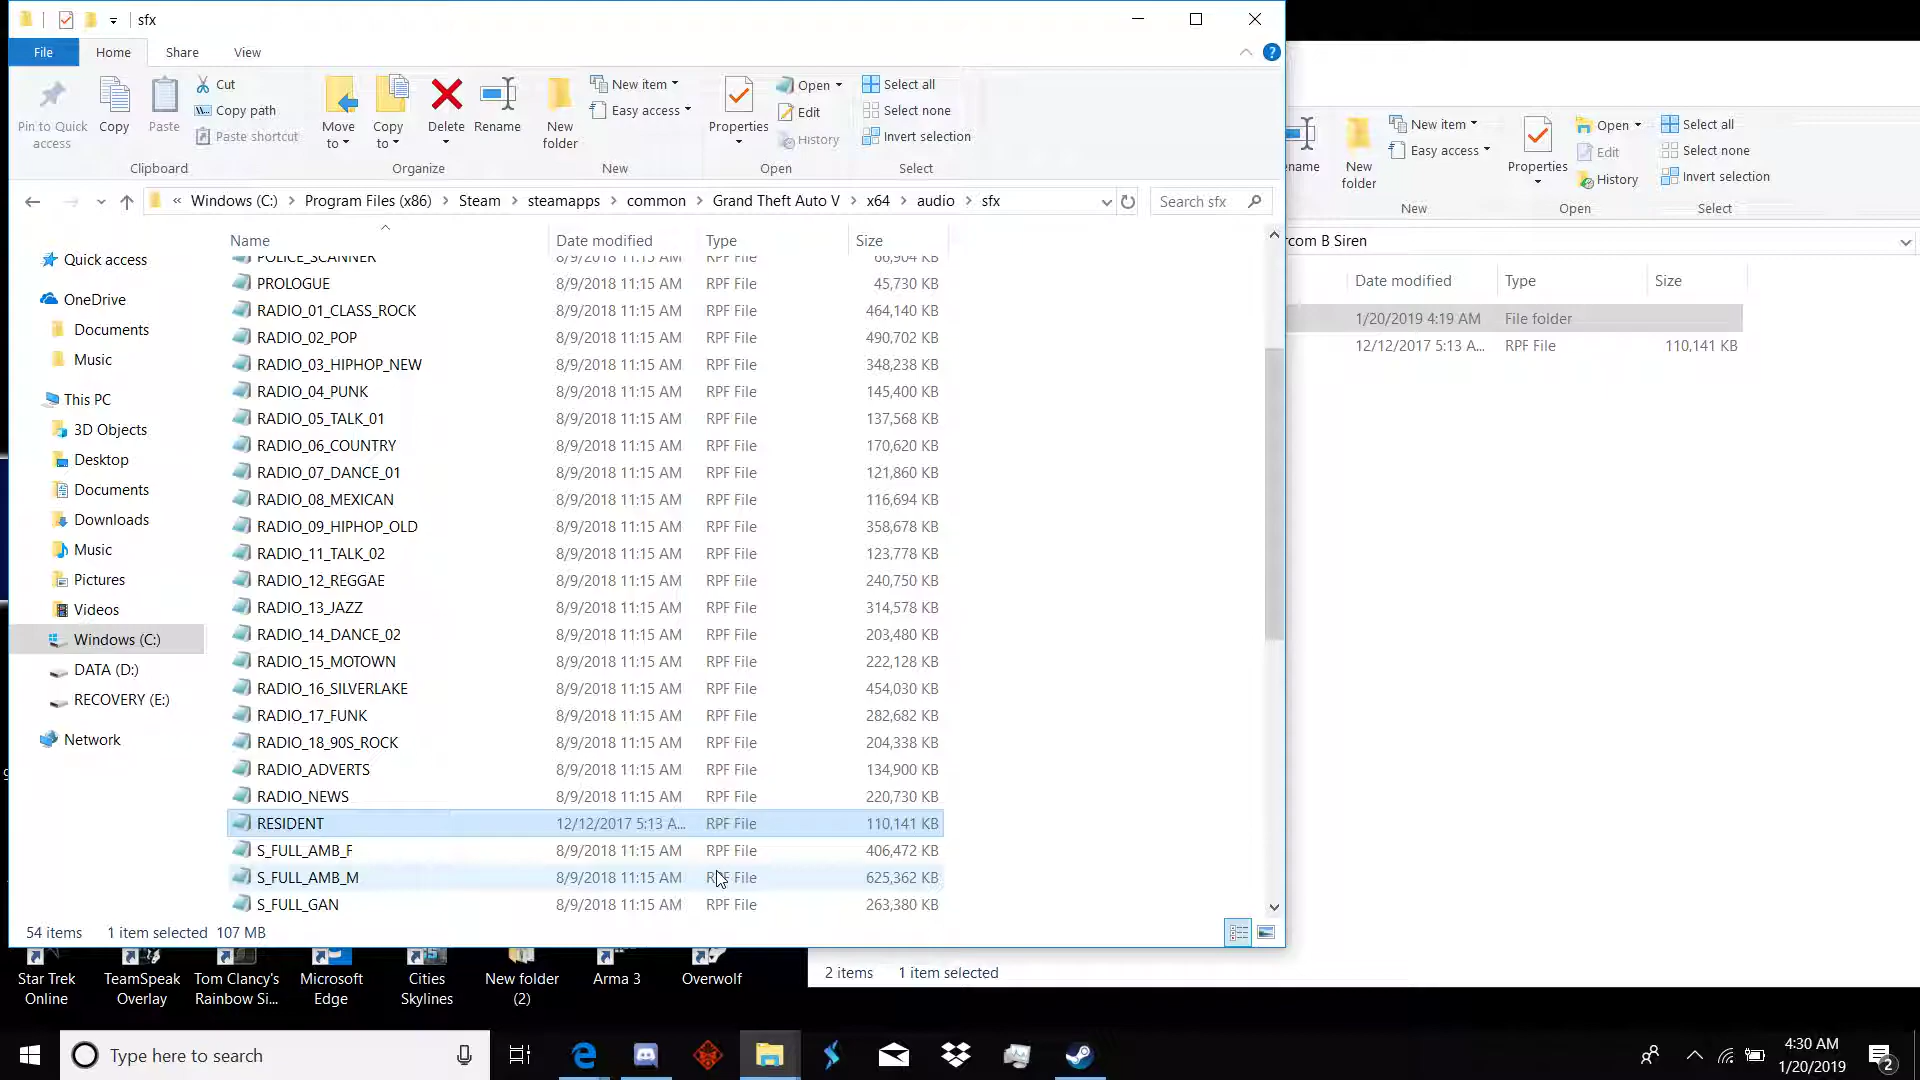 sfx
File Home Share View
Pin to Quick access
Copy
Paste
Cut
Copy path
Paste shortcut
Clipboard
Move to
Copy to
Delete
Rename
Organize
New folder
New item
Easy access
New
Properties
Open
Edit
History
Open
Select all
Select none
Invert selection
Select
« Windows (C:) > Program Files (x86) > Steam > steamapps > common > Grand Theft Auto V > x64 > audio > sfx
Search sfx
Quick access
OneDrive
Documents
Music
This PC
3D Objects
Desktop
Documents
Downloads
Music
Pictures
Videos
Windows (C:)
DATA (D:)
RECOVERY (E:)
Network
Name Date modified Type Size
POLICE_SCANNER 8/9/2018 11:15 AM RPF File 66,904 KB
PROLOGUE 8/9/2018 11:15 AM RPF File 45,730 KB
RADIO_01_CLASS_ROCK 8/9/2018 11:15 AM RPF File 464,140 KB
RADIO_02_POP 8/9/2018 11:15 AM RPF File 490,702 KB
RADIO_03_HIPHOP_NEW 8/9/2018 11:15 AM RPF File 348,238 KB
RADIO_04_PUNK 8/9/2018 11:15 AM RPF File 145,400 KB
RADIO_05_TALK_01 8/9/2018 11:15 AM RPF File 137,568 KB
RADIO_06_COUNTRY 8/9/2018 11:15 AM RPF File 170,620 KB
RADIO_07_DANCE_01 8/9/2018 11:15 AM RPF File 121,860 KB
RADIO_08_MEXICAN 8/9/2018 11:15 AM RPF File 116,694 KB
RADIO_09_HIPHOP_OLD 8/9/2018 11:15 AM RPF File 358,678 KB
RADIO_11_TALK_02 8/9/2018 11:15 AM RPF File 123,778 KB
RADIO_12_REGGAE 8/9/2018 11:15 AM RPF File 240,750 KB
RADIO_13_JAZZ 8/9/2018 11:15 AM RPF File 314,578 KB
RADIO_14_DANCE_02 8/9/2018 11:15 AM RPF File 203,480 KB
RADIO_15_MOTOWN 8/9/2018 11:15 AM RPF File 222,128 KB
RADIO_16_SILVERLAKE 8/9/2018 11:15 AM RPF File 454,030 KB
RADIO_17_FUNK 8/9/2018 11:15 AM RPF File 282,682 KB
RADIO_18_90S_ROCK 8/9/2018 11:15 AM RPF File 204,338 KB
RADIO_ADVERTS 8/9/2018 11:15 AM RPF File 134,900 KB
RADIO_NEWS 8/9/2018 11:15 AM RPF File 220,730 KB
RESIDENT 12/12/2017 5:13 A... RPF File 110,141 KB
S_FULL_AMB_F 8/9/2018 11:15 AM RPF File 406,472 KB
S_FULL_AMB_M 8/9/2018 11:15 AM RPF File 625,362 KB
S_FULL_GAN 8/9/2018 11:15 AM RPF File 263,380 KB
54 items 1 item selected 107 MB
name
New folder
New item
Easy access
New
Properties
Open
Edit
History
Open
Select all
Select none
Invert selection
Select
rcom B Siren
Date modified Type Size
1/20/2019 4:19 AM File folder
12/12/2017 5:13 A... RPF File 110,141 KB
2 items 1 item selected
Star Trek Online
TeamSpeak Overlay
Tom Clancy's Rainbow Si...
Microsoft Edge
Cities Skylines
New folder (2)
Arma 3
Overwolf
Type here to search
4:30 AM
1/20/2019
2